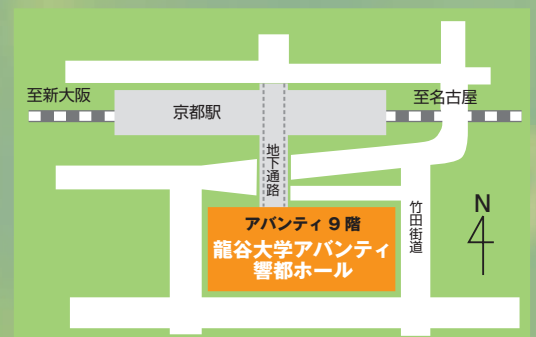 至新大阪
京都駅
至名古屋
地下通路
アバンティ9階
龍谷大学アバンティ
響都ホール
竹田街道
N